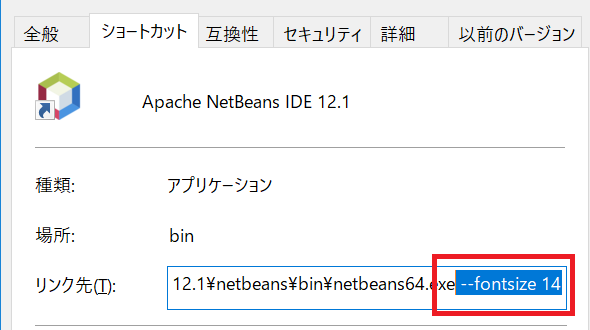 全般 ショートカット 互換性 セキュリティ 詳細 以前のバージョン
Apache NetBeans IDE 12.1
種類: アプリケーション
場所: bin
リンク先(T): 12.1¥netbeans¥bin¥netbeans64.exe --fontsize 14